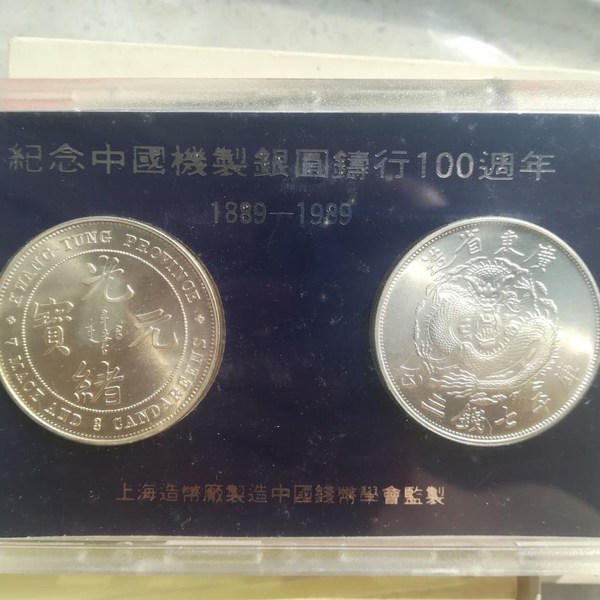 紀念中國機製銀圓鑄行100週年
1889—1989
KWANG TUNG PROVINCE
光緒元寶
7 MACE AND 3 CANDAREENS
廣東省造
庫平七錢三分
上海造幣廠製造中國錢幣學會監製